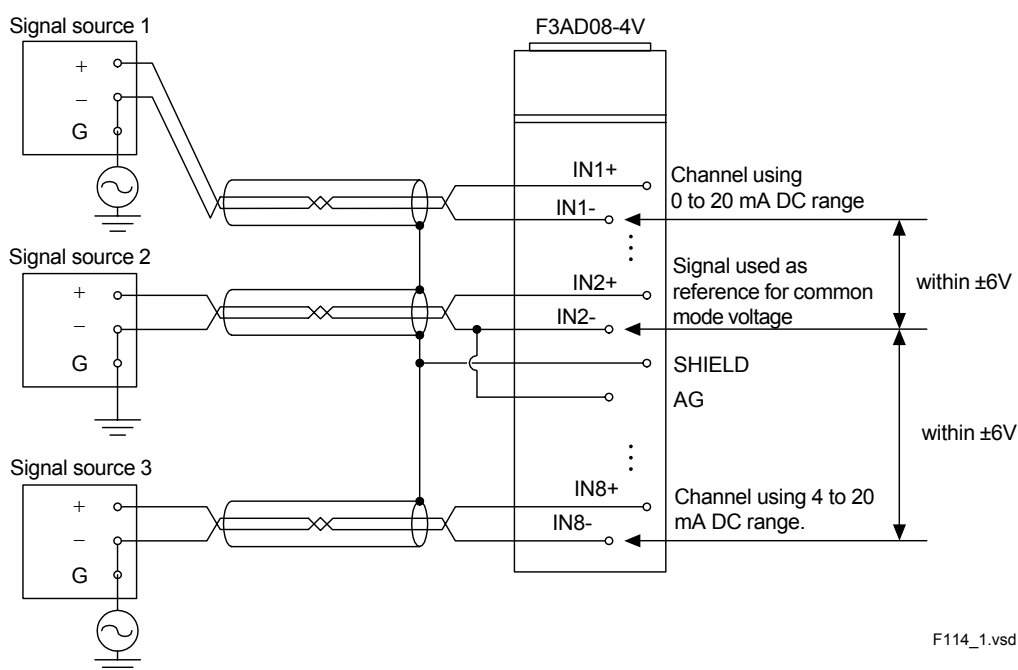 Signal source 1
+
−
G
F3AD08-4V
IN1+
IN1-
Channel using
0 to 20 mA DC range
Signal source 2
+
−
G
IN2+
IN2-
Signal used as
reference for common
mode voltage
within ±6V
SHIELD
AG
within ±6V
Signal source 3
+
−
G
IN8+
IN8-
Channel using 4 to 20
mA DC range.
F114_1.vsd